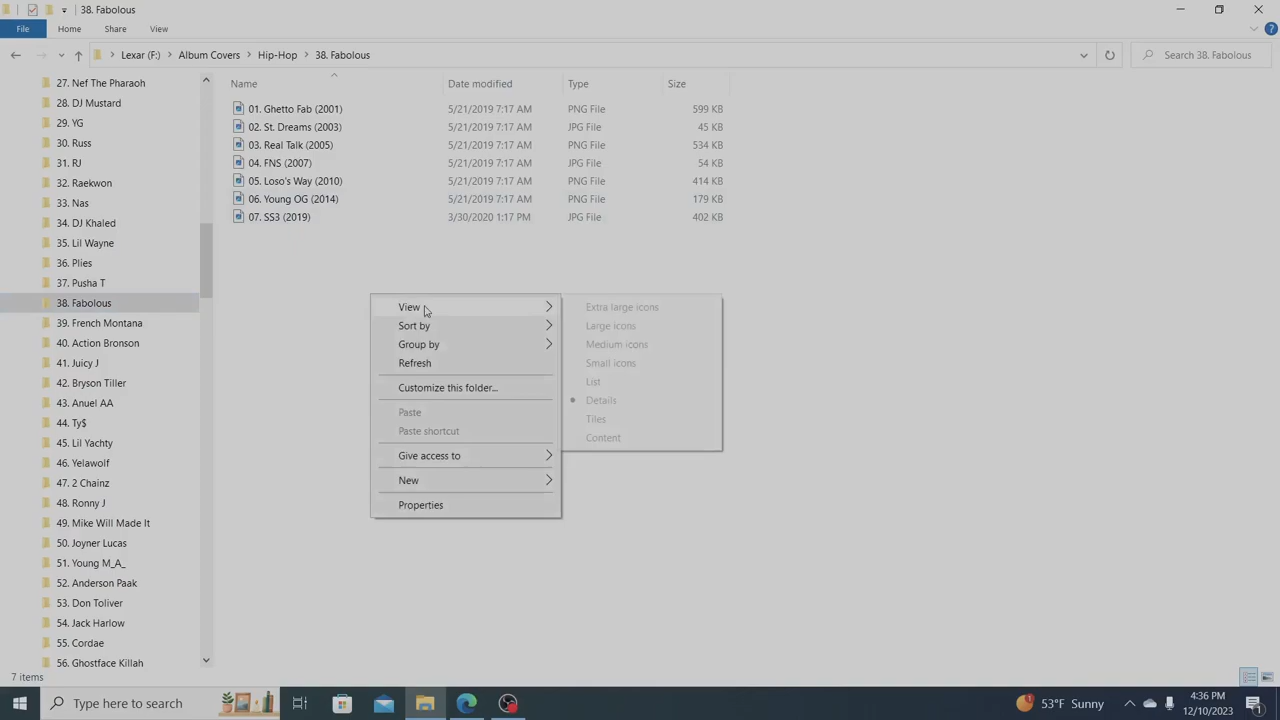 38. Fabolous
File Home Share View
Lexar (F:) Album Covers Hip-Hop 38. Fabolous Search 38. Fabolous
27. Nef The Pharaoh
28. DJ Mustard
29. YG
30. Russ
31. RJ
32. Raekwon
33. Nas
34. DJ Khaled
35. Lil Wayne
36. Plies
37. Pusha T
38. Fabolous
39. French Montana
40. Action Bronson
41. Juicy J
42. Bryson Tiller
43. Anuel AA
44. Ty$
45. Lil Yachty
46. Yelawolf
47. 2 Chainz
48. Ronny J
49. Mike Will Made It
50. Joyner Lucas
51. Young M_A_
52. Anderson Paak
53. Don Toliver
54. Jack Harlow
55. Cordae
56. Ghostface Killah
Name Date modified Type Size
01. Ghetto Fab (2001) 5/21/2019 7:17 AM PNG File 599 KB
02. St. Dreams (2003) 5/21/2019 7:17 AM JPG File 45 KB
03. Real Talk (2005) 5/21/2019 7:17 AM PNG File 534 KB
04. FNS (2007) 5/21/2019 7:17 AM JPG File 54 KB
05. Loso's Way (2010) 5/21/2019 7:17 AM PNG File 414 KB
06. Young OG (2014) 5/21/2019 7:17 AM PNG File 179 KB
07. SS3 (2019) 3/30/2020 1:17 PM JPG File 402 KB
View
Sort by
Group by
Refresh
Customize this folder...
Paste
Paste shortcut
Give access to
New
Properties
Extra large icons
Large icons
Medium icons
Small icons
List
Details
Tiles
Content
7 items
Type here to search
53°F Sunny
4:36 PM
12/10/2023
1